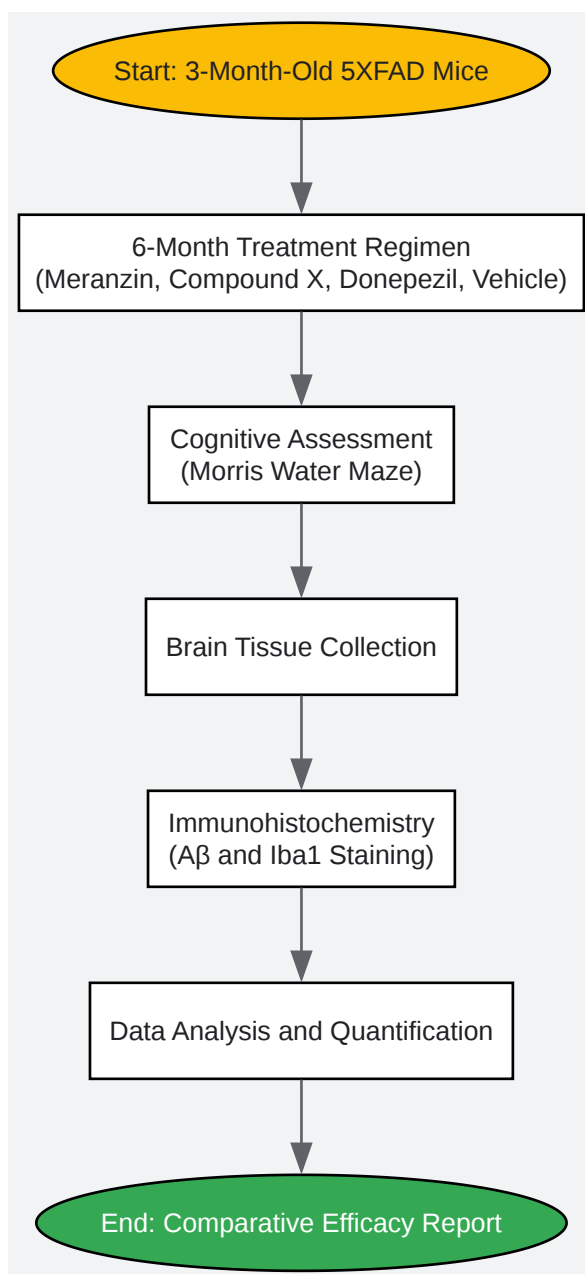 Start: 3-Month-Old 5XFAD Mice
6-Month Treatment Regimen
(Meranzin, Compound X, Donepezil, Vehicle)
Cognitive Assessment
(Morris Water Maze)
Brain Tissue Collection
Immunohistochemistry
(Aβ and Iba1 Staining)
Data Analysis and Quantification
End: Comparative Efficacy Report